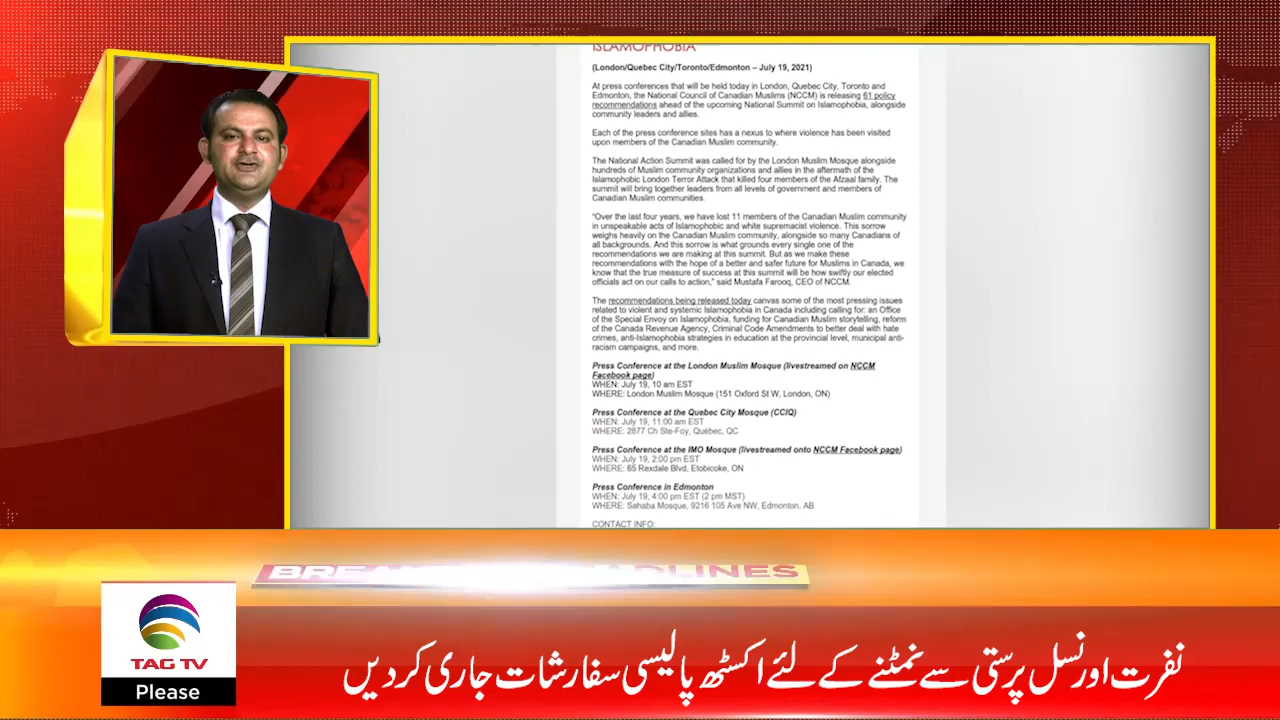 ISLAMOPHOBIA
(London/Quebec City/Toronto/Edmonton – July 19, 2021)
At press conferences that will be held today in London, Quebec City, Toronto and
Edmonton, the National Council of Canadian Muslims (NCCM) is releasing 61 policy
recommendations ahead of the upcoming National Summit on Islamophobia, alongside
community leaders and allies.
Each of the press conference sites has a nexus to where violence has been visited
upon members of the Canadian Muslim community.
The National Action Summit was called for by the London Muslim Mosque alongside
hundreds of Muslim community organizations and allies in the aftermath of the
Islamophobic London Terror Attack that killed four members of the Afzaal family. The
summit will bring together leaders from all levels of government and members of
Canadian Muslim communities.
"Over the last four years, we have lost 11 members of the Canadian Muslim community
in unspeakable acts of Islamophobic and white supremacist violence. This sorrow
weighs heavily on the Canadian Muslim community, alongside so many Canadians of
all backgrounds. And this sorrow is what grounds every single one of the
recommendations we are making at this summit. But as we make these
recommendations with the hope of a better and safer future for Muslims in Canada, we
know that the true measure of success at this summit will be how swiftly our elected
officials act on our calls to action," said Mustafa Farooq, CEO of NCCM.
The recommendations being released today canvas some of the most pressing issues
related to violent and systemic Islamophobia in Canada including calling for: an Office
of the Special Envoy on Islamophobia, funding for Canadian Muslim storytelling, reform
of the Canada Revenue Agency, Criminal Code Amendments to better deal with hate
crimes, anti-Islamophobia strategies in education at the provincial level, municipal anti-
racism campaigns, and more.
Press Conference at the London Muslim Mosque (livestreamed on NCCM
Facebook page)
WHEN: July 19, 10 am EST
WHERE: London Muslim Mosque (151 Oxford St W, London, ON)
Press Conference at the Quebec City Mosque (CCIQ)
WHEN: July 19, 11:00 am EST
WHERE: 2877 Ch Ste-Foy, Québec, QC
Press Conference at the IMO Mosque (livestreamed onto NCCM Facebook page)
WHEN: July 19, 2:00 pm EST
WHERE: 65 Rexdale Blvd, Etobicoke, ON
Press Conference in Edmonton
WHEN: July 19, 4:00 pm EST (2 pm MST)
WHERE: Sahaba Mosque, 9216 105 Ave NW, Edmonton, AB
CONTACT INFO:
TAG TV
Please
نفرت اور نسل پرستی سے نمٹنے کے لئے اکسٹھ پالیسی سفارشات جاری کردیں